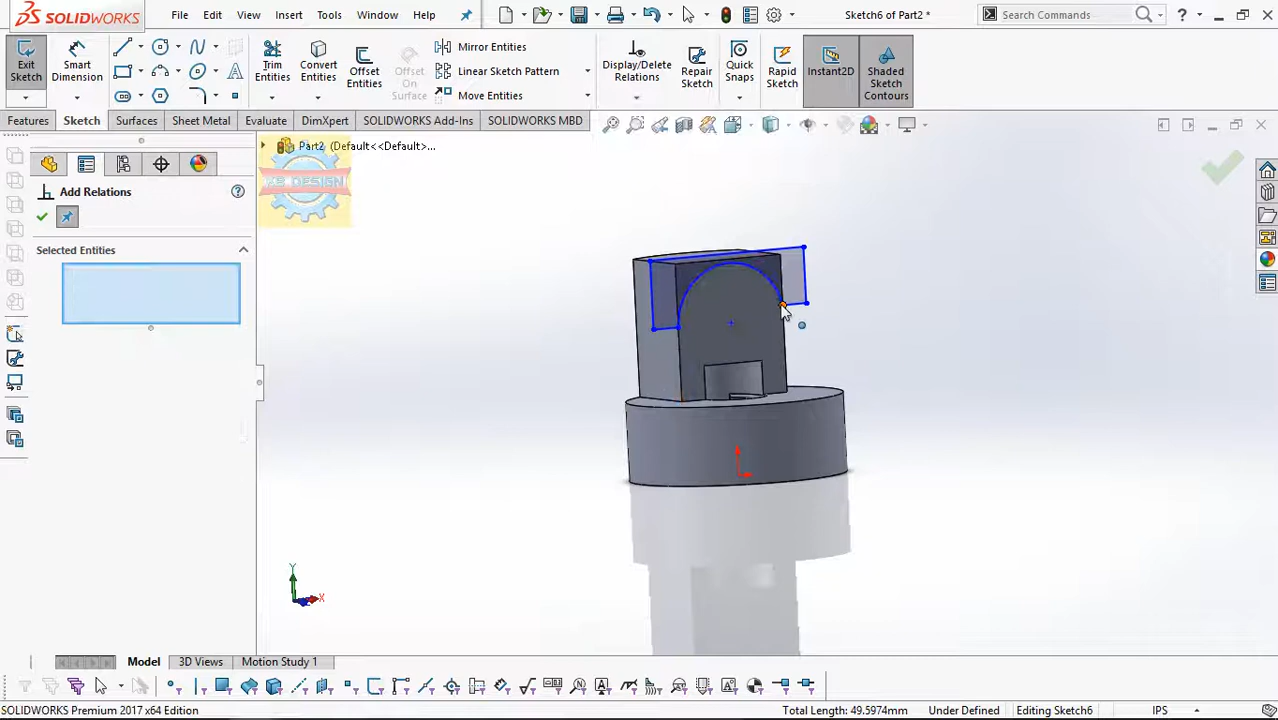 SOLIDWORKS File Edit View Insert Tools Window Help Sketch6 of Part2 * Search Commands ?
Exit Sketch
Smart Dimension
Trim Entities
Convert Entities
Offset Entities
Offset On Surface
Mirror Entities
Linear Sketch Pattern
Move Entities
Display/Delete Relations
Repair Sketch
Quick Snaps
Rapid Sketch
Instant2D
Shaded Sketch Contours
Features Sketch Surfaces Sheet Metal Evaluate DimXpert SOLIDWORKS Add-Ins SOLIDWORKS MBD
Part2 (Default<<Default>...
Add Relations
Selected Entities
Y
X
Model 3D Views Motion Study 1
SOLIDWORKS Premium 2017 x64 Edition Total Length: 49.5974mm Under Defined Editing Sketch6 IPS